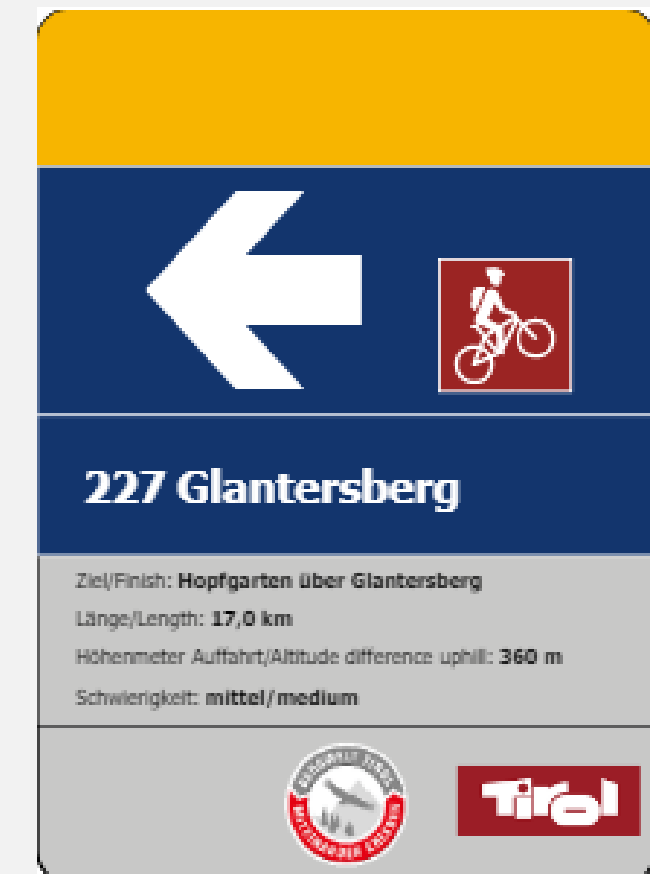 227 Glantersberg
Ziel/Finish: Hopfgarten über Glantersberg
Länge/Length: 17,0 km
Höhenmeter Auffahrt/Altitude difference uphill: 360 m
Schwierigkeit: mittel/medium
Tirol